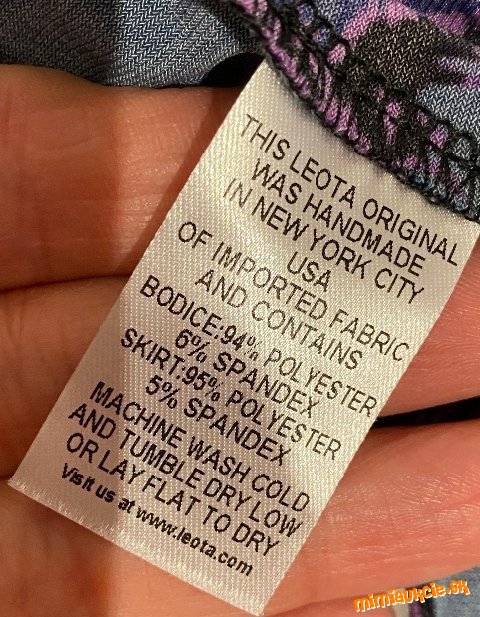 THIS LEOTA ORIGINAL
WAS HANDMADE
IN NEW YORK CITY
USA
OF IMPORTED FABRIC
AND CONTAINS
BODICE:94% POLYESTER
6% SPANDEX
SKIRT:95% POLYESTER
5% SPANDEX
MACHINE WASH COLD
AND TUMBLE DRY LOW
OR LAY FLAT TO DRY
Visit us at www.leota.com
mimiaukcie.sk